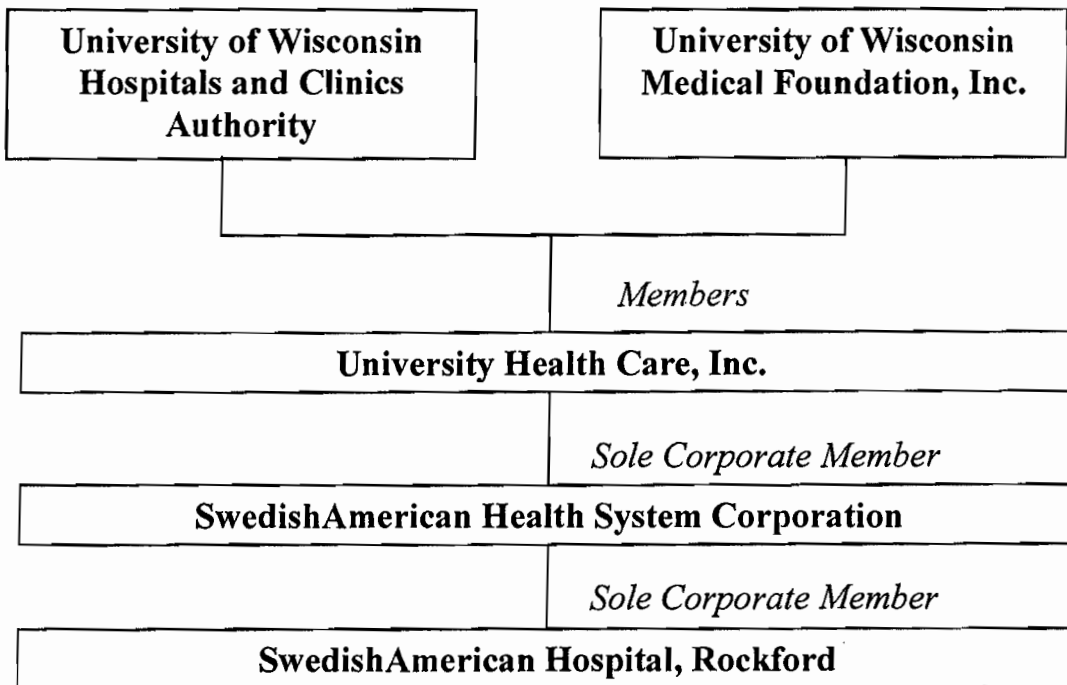 University of Wisconsin
Hospitals and Clinics
Authority
University of Wisconsin
Medical Foundation, Inc.
Members
University Health Care, Inc.
Sole Corporate Member
SwedishAmerican Health System Corporation
Sole Corporate Member
SwedishAmerican Hospital, Rockford